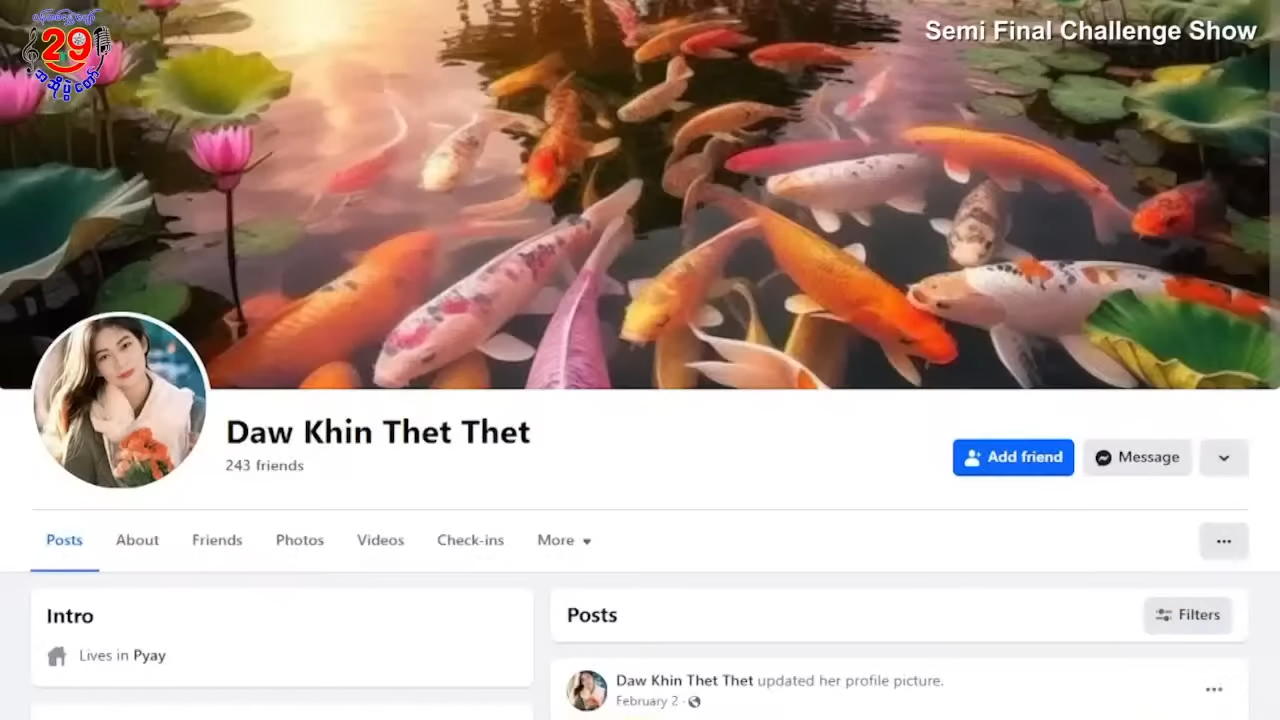 29
Semi Final Challenge Show
Daw Khin Thet Thet
243 friends
Add friend
Message
Posts
About
Friends
Photos
Videos
Check-ins
More
Intro
Lives in Pyay
Posts
Filters
Daw Khin Thet Thet updated her profile picture.
February 2 ·